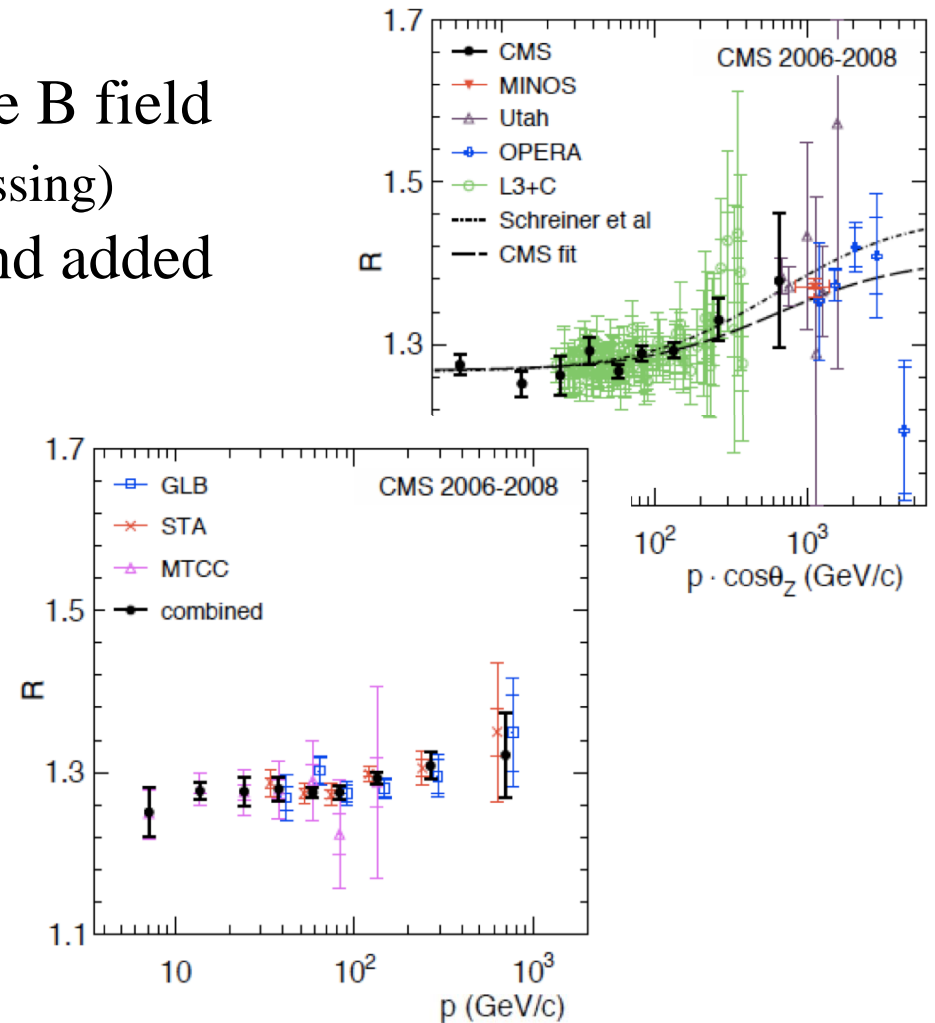 e B field
ssing)
nd added
1.7
1.5
1.3
R
CMS
MINOS
Utah
OPERA
L3+C
Schreiner et al
CMS fit
CMS 2006-2008
10² 10³
p · cosθz (GeV/c)
1.7
1.5
1.3
1.1
R
GLB
STA
MTCC
combined
CMS 2006-2008
10 10² 10³
p (GeV/c)